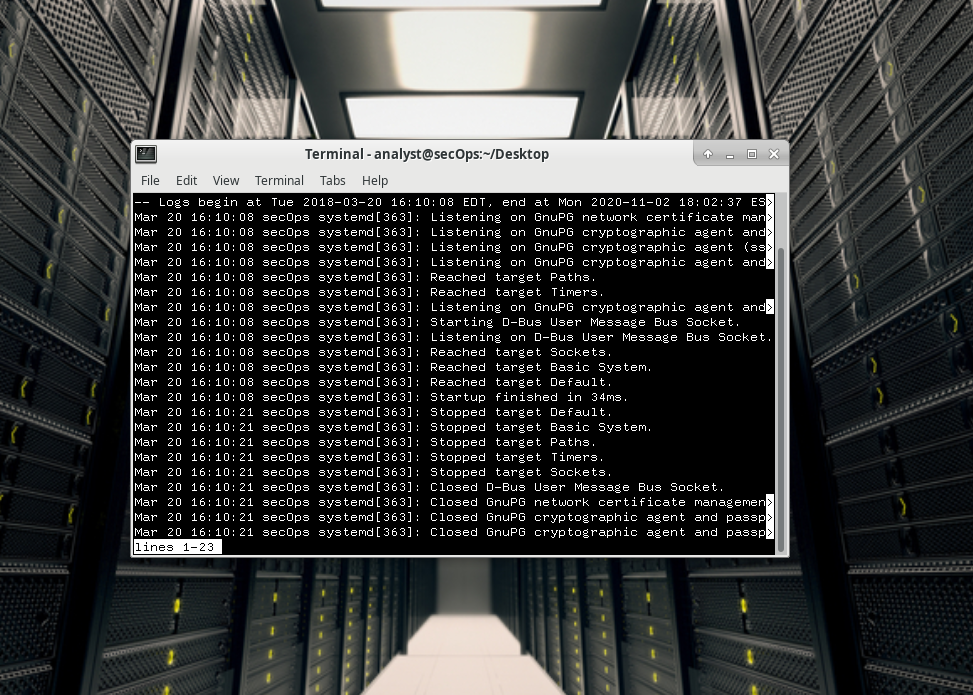 Terminal - analyst@secOps:~/Desktop
File Edit View Terminal Tabs Help
-- Logs begin at Tue 2018-03-20 16:10:08 EDT, end at Mon 2020-11-02 18:02:37 ES>
Mar 20 16:10:08 secOps systemd[363]: Listening on GnuPG network certificate man>
Mar 20 16:10:08 secOps systemd[363]: Listening on GnuPG cryptographic agent and>
Mar 20 16:10:08 secOps systemd[363]: Listening on GnuPG cryptographic agent (ss>
Mar 20 16:10:08 secOps systemd[363]: Listening on GnuPG cryptographic agent and>
Mar 20 16:10:08 secOps systemd[363]: Reached target Paths.
Mar 20 16:10:08 secOps systemd[363]: Reached target Timers.
Mar 20 16:10:08 secOps systemd[363]: Listening on GnuPG cryptographic agent and>
Mar 20 16:10:08 secOps systemd[363]: Starting D-Bus User Message Bus Socket.
Mar 20 16:10:08 secOps systemd[363]: Listening on D-Bus User Message Bus Socket.
Mar 20 16:10:08 secOps systemd[363]: Reached target Sockets.
Mar 20 16:10:08 secOps systemd[363]: Reached target Basic System.
Mar 20 16:10:08 secOps systemd[363]: Reached target Default.
Mar 20 16:10:08 secOps systemd[363]: Startup finished in 34ms.
Mar 20 16:10:21 secOps systemd[363]: Stopped target Default.
Mar 20 16:10:21 secOps systemd[363]: Stopped target Basic System.
Mar 20 16:10:21 secOps systemd[363]: Stopped target Paths.
Mar 20 16:10:21 secOps systemd[363]: Stopped target Timers.
Mar 20 16:10:21 secOps systemd[363]: Stopped target Sockets.
Mar 20 16:10:21 secOps systemd[363]: Closed D-Bus User Message Bus Socket.
Mar 20 16:10:21 secOps systemd[363]: Closed GnuPG network certificate managemen>
Mar 20 16:10:21 secOps systemd[363]: Closed GnuPG cryptographic agent and passp>
Mar 20 16:10:21 secOps systemd[363]: Closed GnuPG cryptographic agent and passp>
lines 1-23